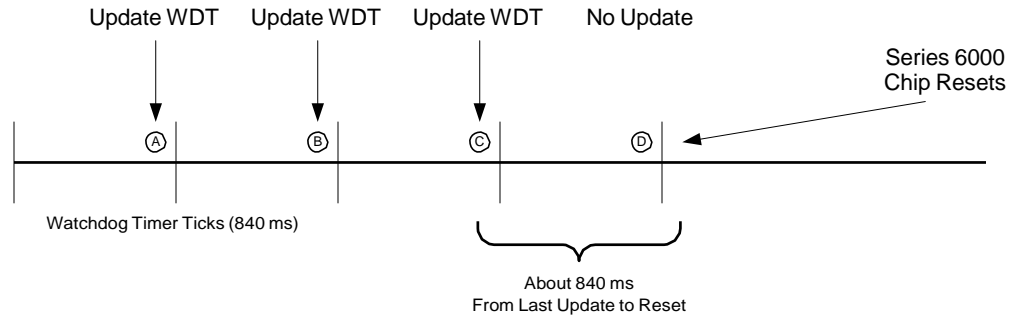 Update WDT
Update WDT
Update WDT
No Update
Series 6000
Chip Resets
A
B
C
D
Watchdog Timer Ticks (840 ms)
About 840 ms
From Last Update to Reset